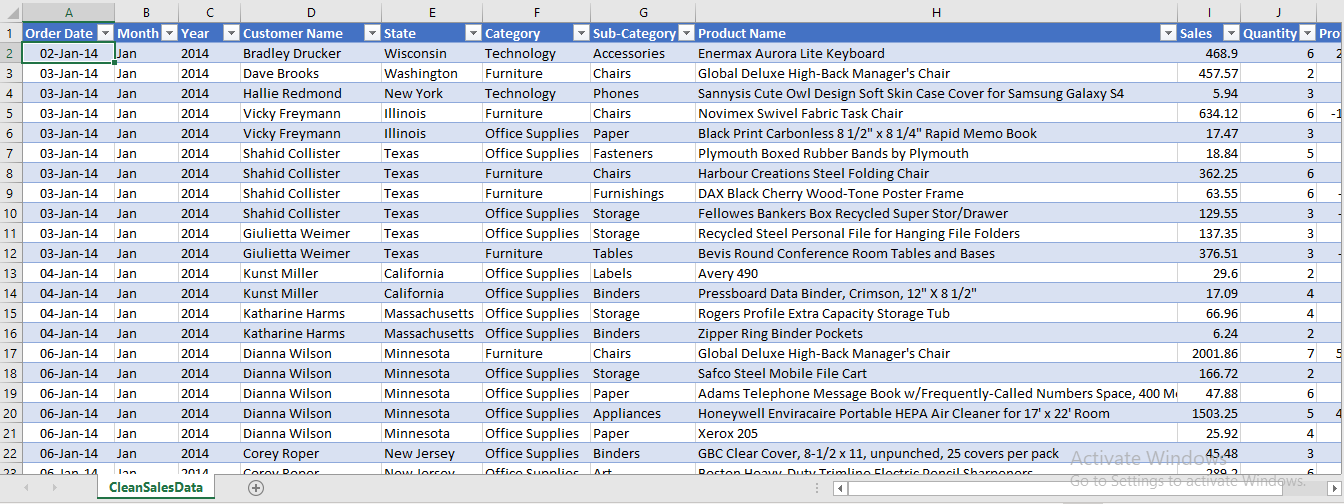 A B C D E F G H I J
1 Order Date Month Year Customer Name State Category Sub-Category Product Name Sales Quantity Pro
2 02-Jan-14 Jan 2014 Bradley Drucker Wisconsin Technology Accessories Enermax Aurora Lite Keyboard 468.9 6 2
3 03-Jan-14 Jan 2014 Dave Brooks Washington Furniture Chairs Global Deluxe High-Back Manager's Chair 457.57 2
4 03-Jan-14 Jan 2014 Hallie Redmond New York Technology Phones Sannysis Cute Owl Design Soft Skin Case Cover for Samsung Galaxy S4 5.94 3
5 03-Jan-14 Jan 2014 Vicky Freymann Illinois Furniture Chairs Novimex Swivel Fabric Task Chair 634.12 6 -1
6 03-Jan-14 Jan 2014 Vicky Freymann Illinois Office Supplies Paper Black Print Carbonless 8 1/2" x 8 1/4" Rapid Memo Book 17.47 3
7 03-Jan-14 Jan 2014 Shahid Collister Texas Office Supplies Fasteners Plymouth Boxed Rubber Bands by Plymouth 18.84 5
8 03-Jan-14 Jan 2014 Shahid Collister Texas Furniture Chairs Harbour Creations Steel Folding Chair 362.25 6
9 03-Jan-14 Jan 2014 Shahid Collister Texas Furniture Furnishings DAX Black Cherry Wood-Tone Poster Frame 63.55 6 -
10 03-Jan-14 Jan 2014 Shahid Collister Texas Office Supplies Storage Fellowes Bankers Box Recycled Super Stor/Drawer 129.55 3 -
11 03-Jan-14 Jan 2014 Giulietta Weimer Texas Office Supplies Storage Recycled Steel Personal File for Hanging File Folders 137.35 3
12 03-Jan-14 Jan 2014 Giulietta Weimer Texas Furniture Tables Bevis Round Conference Room Tables and Bases 376.51 3 -
13 04-Jan-14 Jan 2014 Kunst Miller California Office Supplies Labels Avery 490 29.6 2
14 04-Jan-14 Jan 2014 Kunst Miller California Office Supplies Binders Pressboard Data Binder, Crimson, 12" X 8 1/2" 17.09 4
15 04-Jan-14 Jan 2014 Katharine Harms Massachusetts Office Supplies Storage Rogers Profile Extra Capacity Storage Tub 66.96 4
16 04-Jan-14 Jan 2014 Katharine Harms Massachusetts Office Supplies Binders Zipper Ring Binder Pockets 6.24 2
17 06-Jan-14 Jan 2014 Dianna Wilson Minnesota Furniture Chairs Global Deluxe High-Back Manager's Chair 2001.86 7 5
18 06-Jan-14 Jan 2014 Dianna Wilson Minnesota Office Supplies Storage Safco Steel Mobile File Cart 166.72 2
19 06-Jan-14 Jan 2014 Dianna Wilson Minnesota Office Supplies Paper Adams Telephone Message Book w/Frequently-Called Numbers Space, 400 M 47.88 6
20 06-Jan-14 Jan 2014 Dianna Wilson Minnesota Office Supplies Appliances Honeywell Enviracaire Portable HEPA Air Cleaner for 17' x 22' Room 1503.25 5 4
21 06-Jan-14 Jan 2014 Dianna Wilson Minnesota Office Supplies Paper Xerox 205 25.92 4
22 06-Jan-14 Jan 2014 Corey Roper New Jersey Office Supplies Binders GBC Clear Cover, 8-1/2 x 11, unpunched, 25 covers per pack 45.48 3
23 06-Jan-14 Jan 2014 Corey Roper New Jersey Office Supplies Art Boston Heavy-Duty Trimline Electric Pencil Sharpeners 289.2 6
Activate Windows
Go to Settings to activate Windows.
CleanSalesData